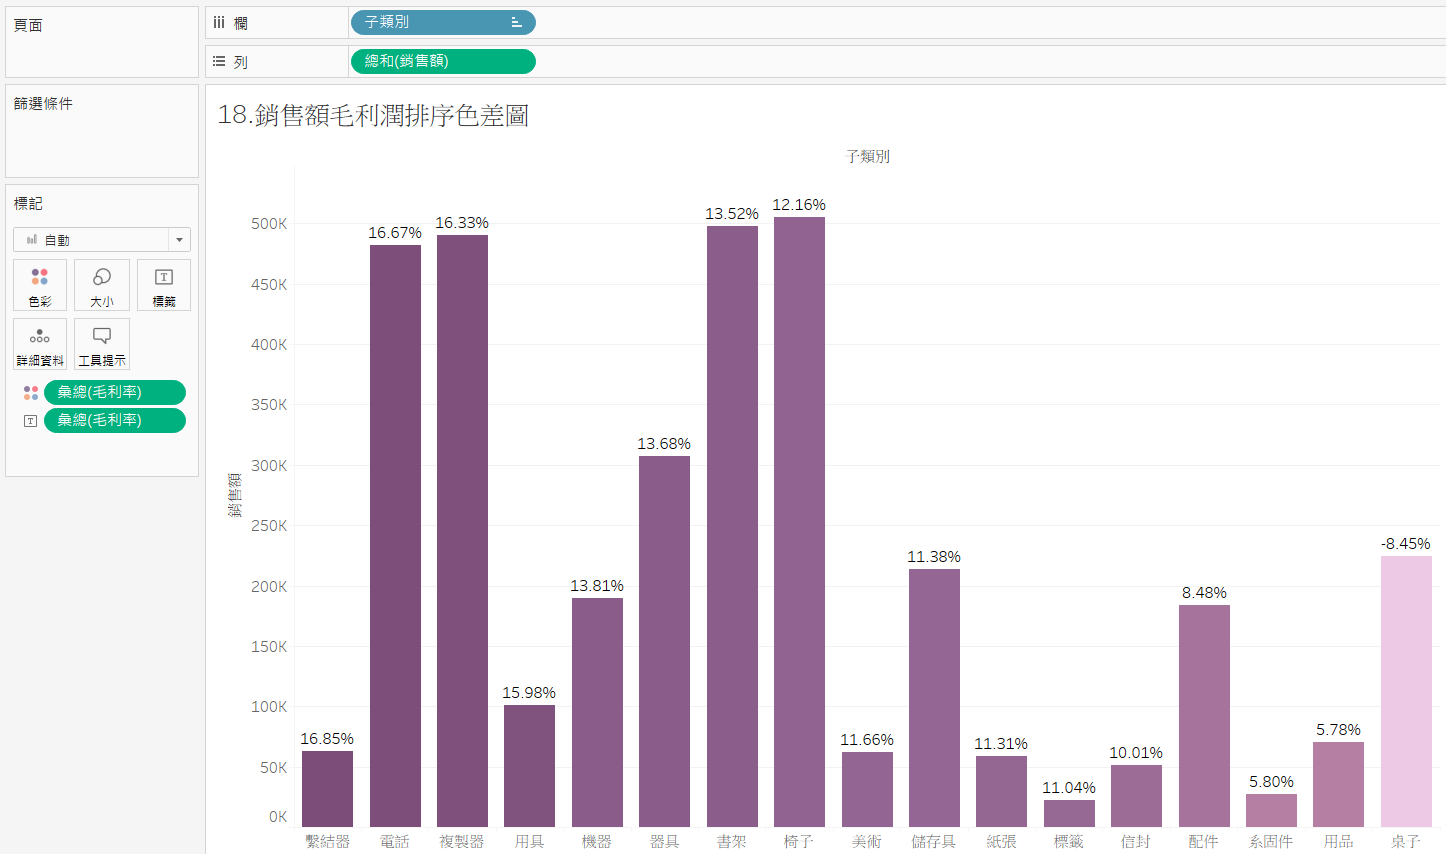 頁面
篩選條件
標記
自動
色彩
大小
標籤
詳細資料
工具提示
彙總(毛利率)
彙總(毛利率)
欄
子類別
列
總和(銷售額)
18.銷售額毛利潤排序色差圖
子類別
銷售額
500K
450K
400K
350K
300K
250K
200K
150K
100K
50K
0K
16.85%
16.67%
16.33%
15.98%
13.81%
13.68%
13.52%
12.16%
11.66%
11.38%
11.31%
11.04%
10.01%
8.48%
5.80%
5.78%
-8.45%
繫結器
電話
複製器
用具
機器
器具
書架
椅子
美術
儲存具
紙張
標籤
信封
配件
系固件
用品
桌子